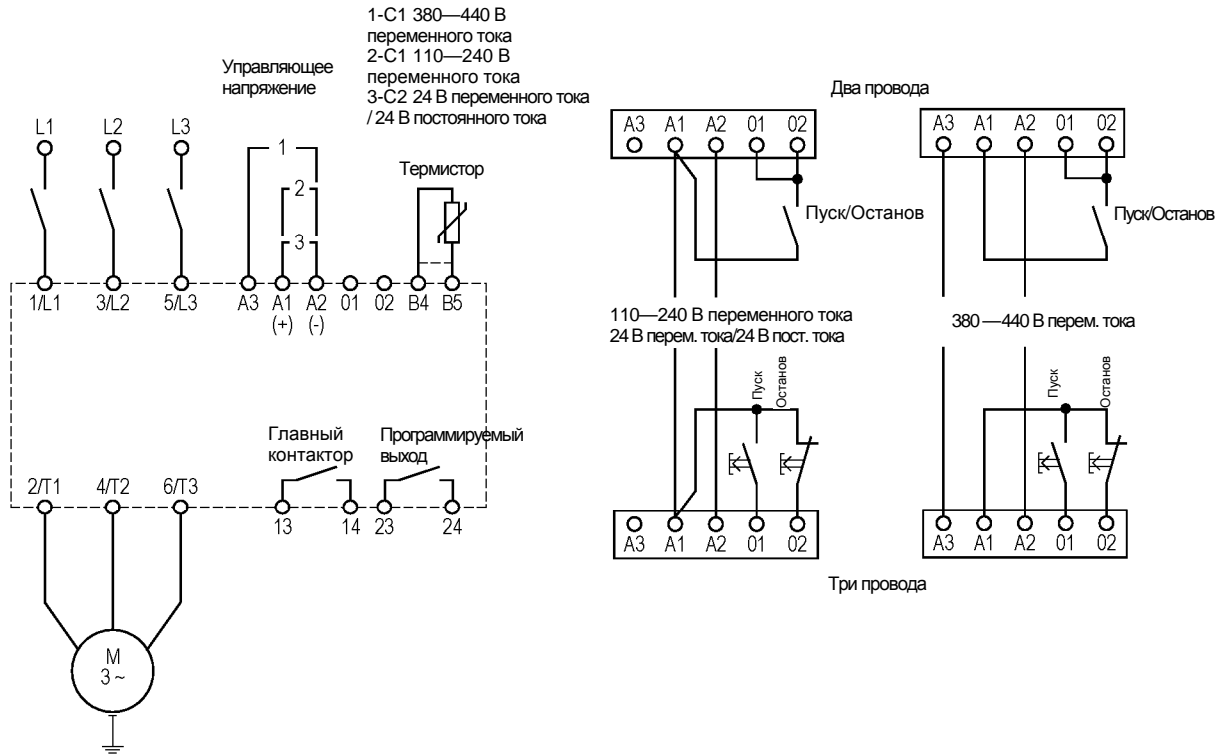 1-C1 380—440 В
переменного тока
2-C1 110—240 В
переменного тока
3-C2 24 В переменного тока
/ 24 В постоянного тока
Управляющее
напряжение
L1 L2 L3
1
2
3
Термистор
1/L1 3/L2 5/L3 A3 A1 A2 01 02 B4 B5
(+) (-)
Главный
контактор
Программируемый
выход
2/T1 4/T2 6/T3
13 14 23 24
M
3 ~
Два провода
A3 A1 A2 01 02
Пуск/Останов
A3 A1 A2 01 02
Пуск/Останов
110—240 В переменного тока
24 В перем. тока/24 В пост. тока
380 —440 В перем. тока
Пуск
Останов
Пуск
Останов
A3 A1 A2 01 02
A3 A1 A2 01 02
Три провода